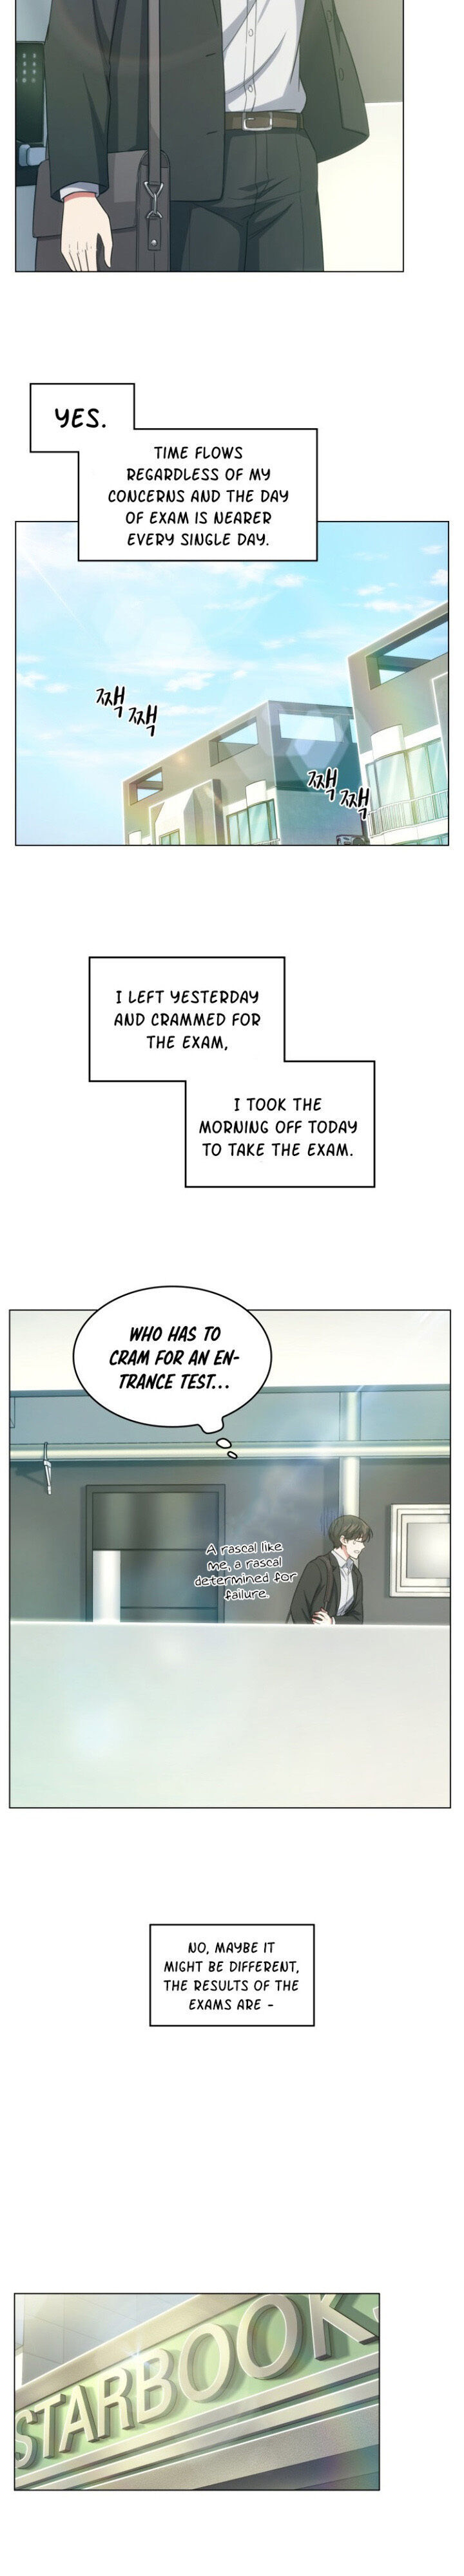 YES.
TIME FLOWS
REGARDLESS OF MY
CONCERNS AND THE DAY
OF EXAM IS NEARER
EVERY SINGLE DAY.
짹
짹
짹
짹
I LEFT YESTERDAY
AND CRAMMED FOR
THE EXAM,
I TOOK THE
MORNING OFF TODAY
TO TAKE THE EXAM.
WHO HAS TO
CRAM FOR AN EN-
TRANCE TEST...
A rascal like
me, a rascal
determined for
failure.
NO, MAYBE IT
MIGHT BE DIFFERENT,
THE RESULTS OF THE
EXAMS ARE -
STARBOOKS